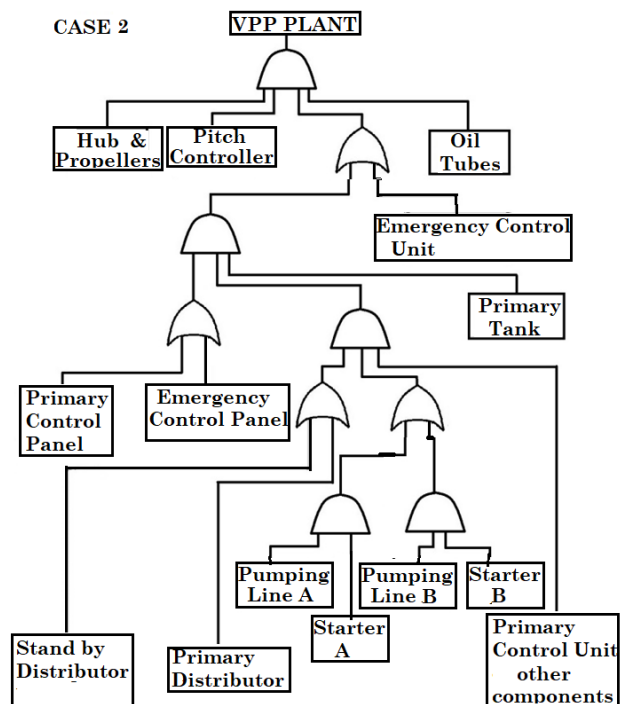 CASE 2
VPP PLANT
Hub &
Propellers
Pitch
Controller
Oil
Tubes
Emergency Control
Unit
Primary
Tank
Primary
Control
Panel
Emergency
Control Panel
Pumping
Line A
Pumping
Line B
Starter
B
Starter
A
Stand by
Distributor
Primary
Distributor
Primary
Control Unit
other
components